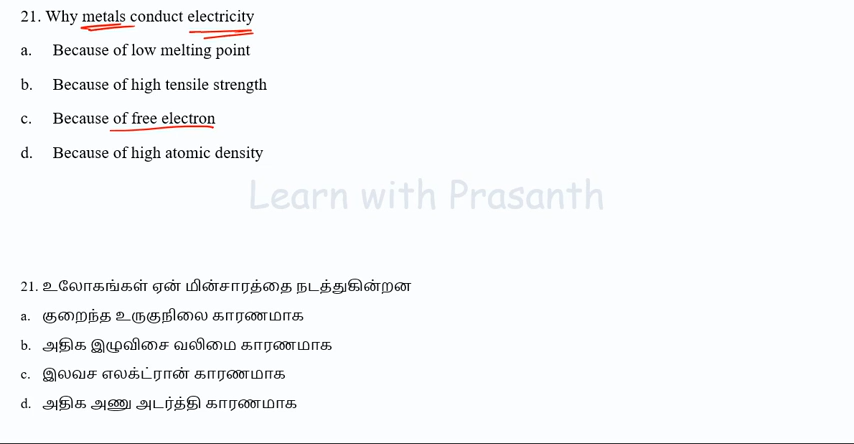 21. Why metals conduct electricity
a. Because of low melting point
b. Because of high tensile strength
c. Because of free electron
d. Because of high atomic density
Learn with Prasanth
21. உலோகங்கள் ஏன் மின்சாரத்தை நடத்துகின்றன
a. குறைந்த உருகுநிலை காரணமாக
b. அதிக இழுவிசை வலிமை காரணமாக
c. இலவச எலக்ட்ரான் காரணமாக
d. அதிக அணு அடர்த்தி காரணமாக